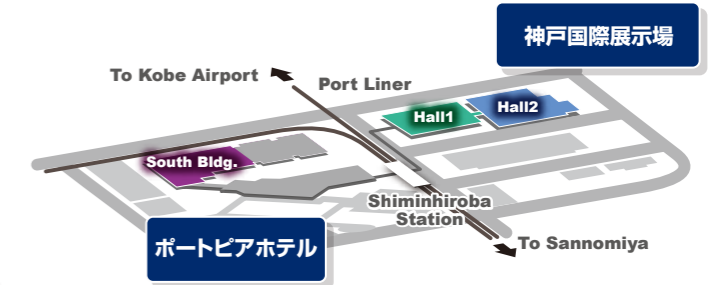 神戸国際展示場
To Kobe Airport
Port Liner
Hall1
Hall2
South Bldg.
Shiminhiroba
Station
ポートピアホテル
To Sannomiya